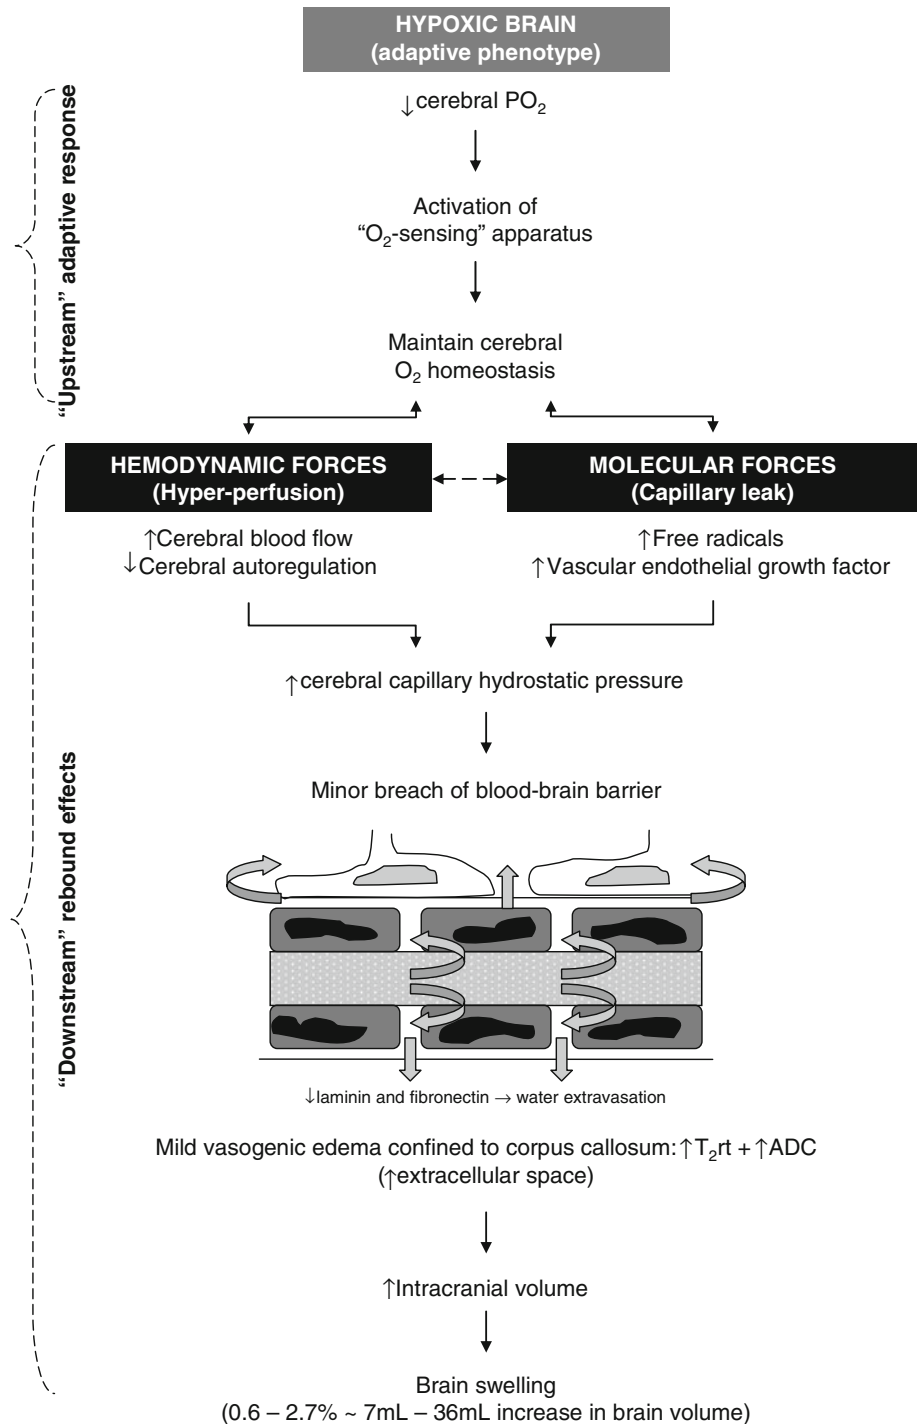 HYPOXIC BRAIN
(adaptive phenotype)
“Upstream” adaptive response
↓cerebral PO₂
Activation of
“O₂-sensing” apparatus
Maintain cerebral
O₂ homeostasis
“Downstream” rebound effects
HEMODYNAMIC FORCES
(Hyper-perfusion)
MOLECULAR FORCES
(Capillary leak)
↑Cerebral blood flow
↓Cerebral autoregulation
↑Free radicals
↑Vascular endothelial growth factor
↑cerebral capillary hydrostatic pressure
Minor breach of blood-brain barrier
↓laminin and fibronectin → water extravasation
Mild vasogenic edema confined to corpus callosum:↑T₂rt + ↑ADC
(↑extracellular space)
↑Intracranial volume
Brain swelling
(0.6 – 2.7% ~ 7mL – 36mL increase in brain volume)